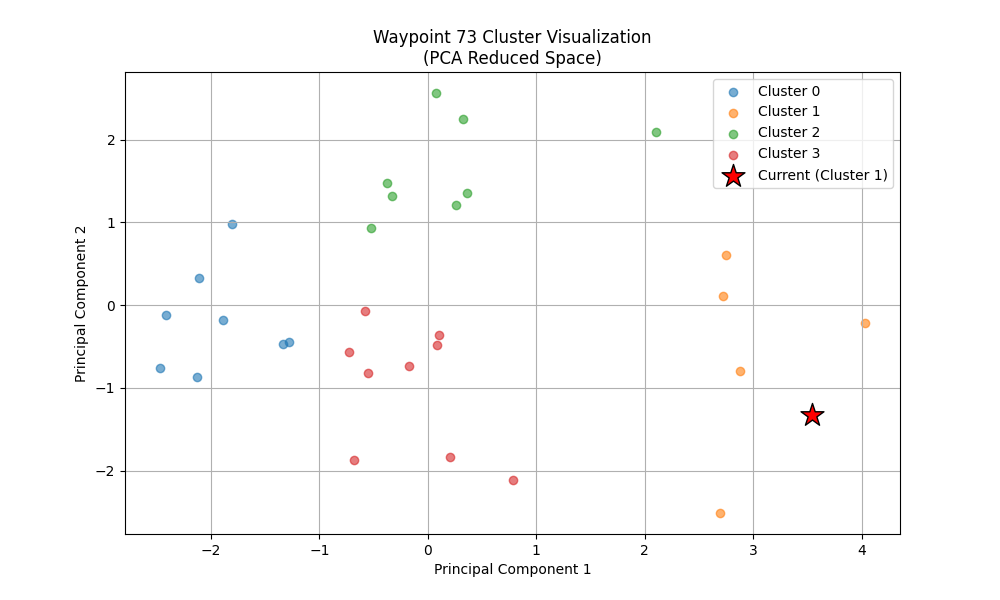 Waypoint 73 Cluster Visualization
(PCA Reduced Space)
Cluster 0
Cluster 1
Cluster 2
Cluster 3
Current (Cluster 1)
Principal Component 2
2
1
0
−1
−2
−2
−1
0
1
2
3
4
Principal Component 1